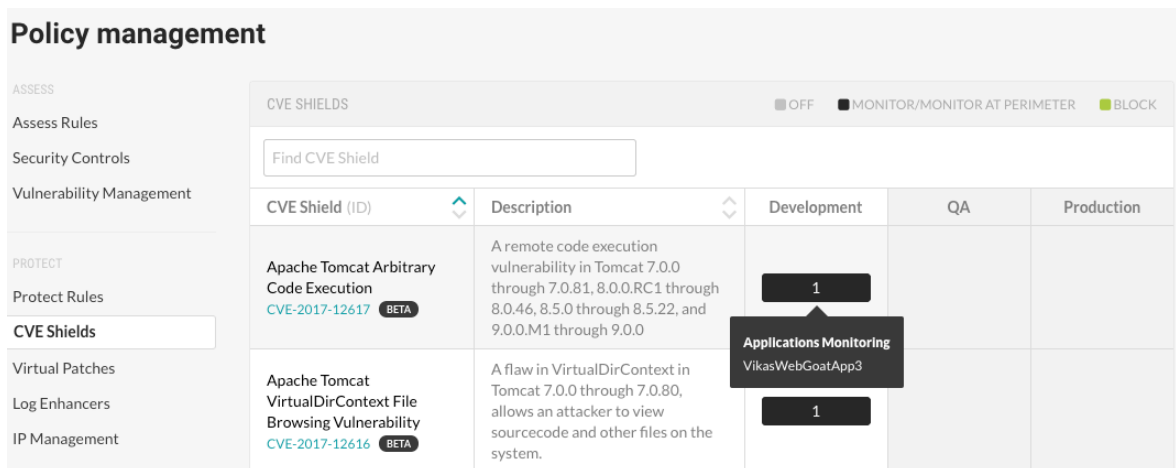 Policy management
ASSESS
Assess Rules
Security Controls
Vulnerability Management
PROTECT
Protect Rules
CVE Shields
Virtual Patches
Log Enhancers
IP Management
CVE SHIELDS
OFF
MONITOR/MONITOR AT PERIMETER
BLOCK
Find CVE Shield
CVE Shield (ID)
Description
Development
QA
Production
Apache Tomcat Arbitrary
Code Execution
CVE-2017-12617 BETA
A remote code execution
vulnerability in Tomcat 7.0.0
through 7.0.81, 8.0.0.RC1 through
8.0.46, 8.5.0 through 8.5.22, and
9.0.0.M1 through 9.0.0
1
Applications Monitoring
VikasWebGoatApp3
Apache Tomcat
VirtualDirContext File
Browsing Vulnerability
CVE-2017-12616 BETA
A flaw in VirtualDirContext in
Tomcat 7.0.0 through 7.0.80,
allows an attacker to view
sourcecode and other files on the
system.
1